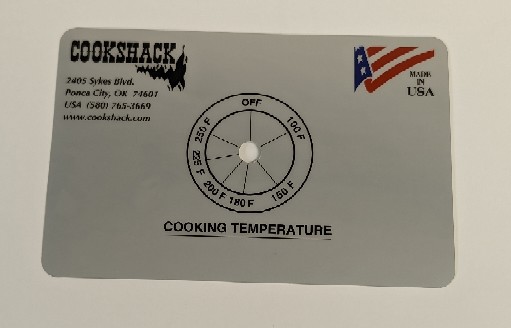 COOKSHACK
2405 Sykes Blvd.
Ponca City, OK 74601
USA (580) 765-3669
www.cookshack.com
MADE
IN
USA
OFF
100 F
150 F
180 F
200 F
225 F
250 F
COOKING TEMPERATURE